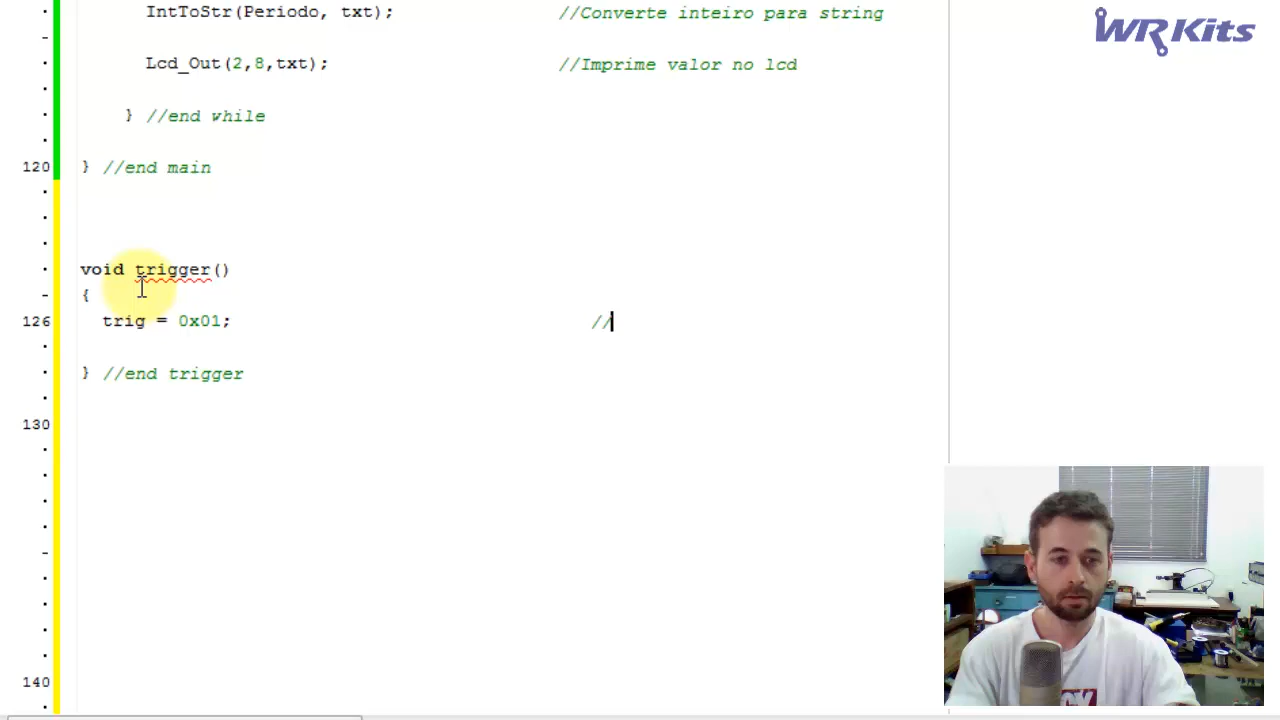 IntToStr(Periodo, txt); //Converte inteiro para string
WR Kits
Lcd_Out(2,8,txt); //Imprime valor no lcd
} //end while
120 } //end main
void trigger()
{
126 trig = 0x01; //
} //end trigger
130
140